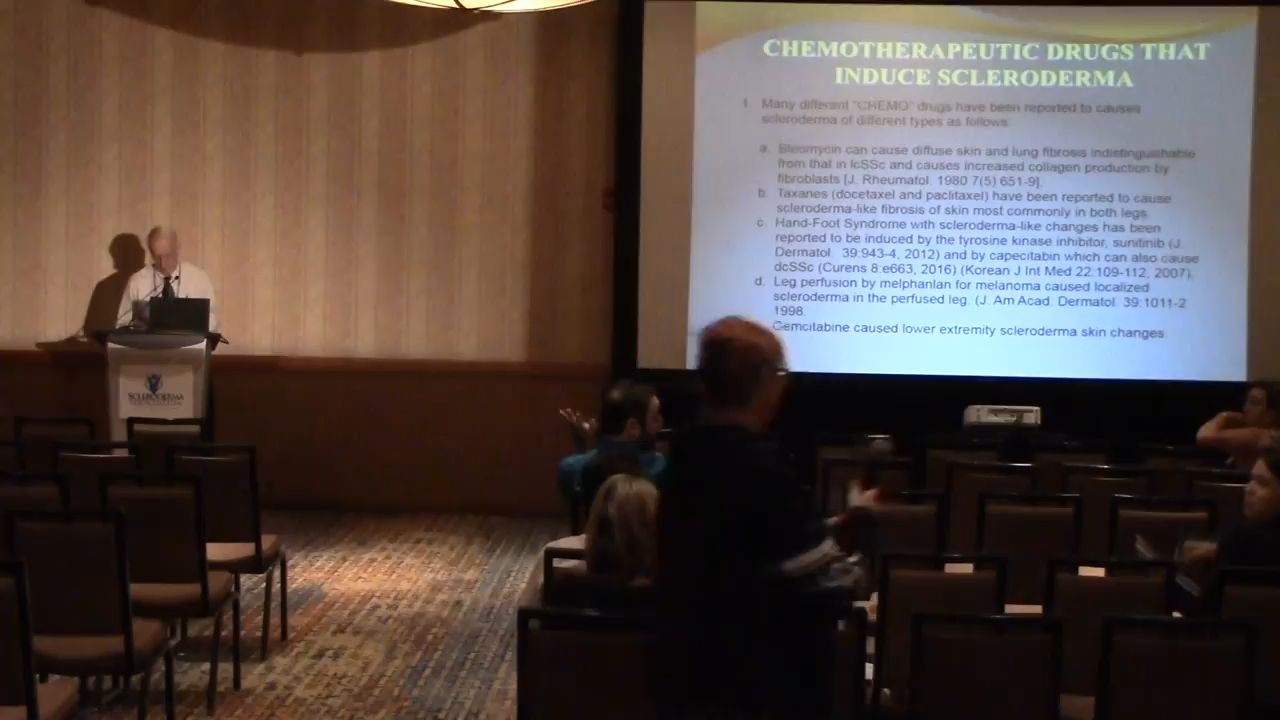 CHEMOTHERAPEUTIC DRUGS THAT
INDUCE SCLERODERMA
1. Many different "CHEMO" drugs have been reported to causes
scleroderma of different types as follows:
a. Bleomycin can cause diffuse skin and lung fibrosis indistinguishable
from that in lcSSc and causes increased collagen production by
fibroblasts [J. Rheumatol. 1980 7(5) 651-9].
b. Taxanes (docetaxel and paclitaxel) have been reported to cause
scleroderma-like fibrosis of skin most commonly in both legs.
c. Hand-Foot Syndrome with scleroderma-like changes has been
reported to be induced by the tyrosine kinase inhibitor, sunitinib (J.
Dermatol. 39:943-4, 2012) and by capecitabin which can also cause
dcSSc (Curens 8:e663, 2016) (Korean J Int Med 22:109-112, 2007).
d. Leg perfusion by melphanlan for melanoma caused localized
scleroderma in the perfused leg. (J. Am Acad. Dermatol. 39:1011-2
1998.
Gemcitabine caused lower extremity scleroderma skin changes.
SCLERODERMA